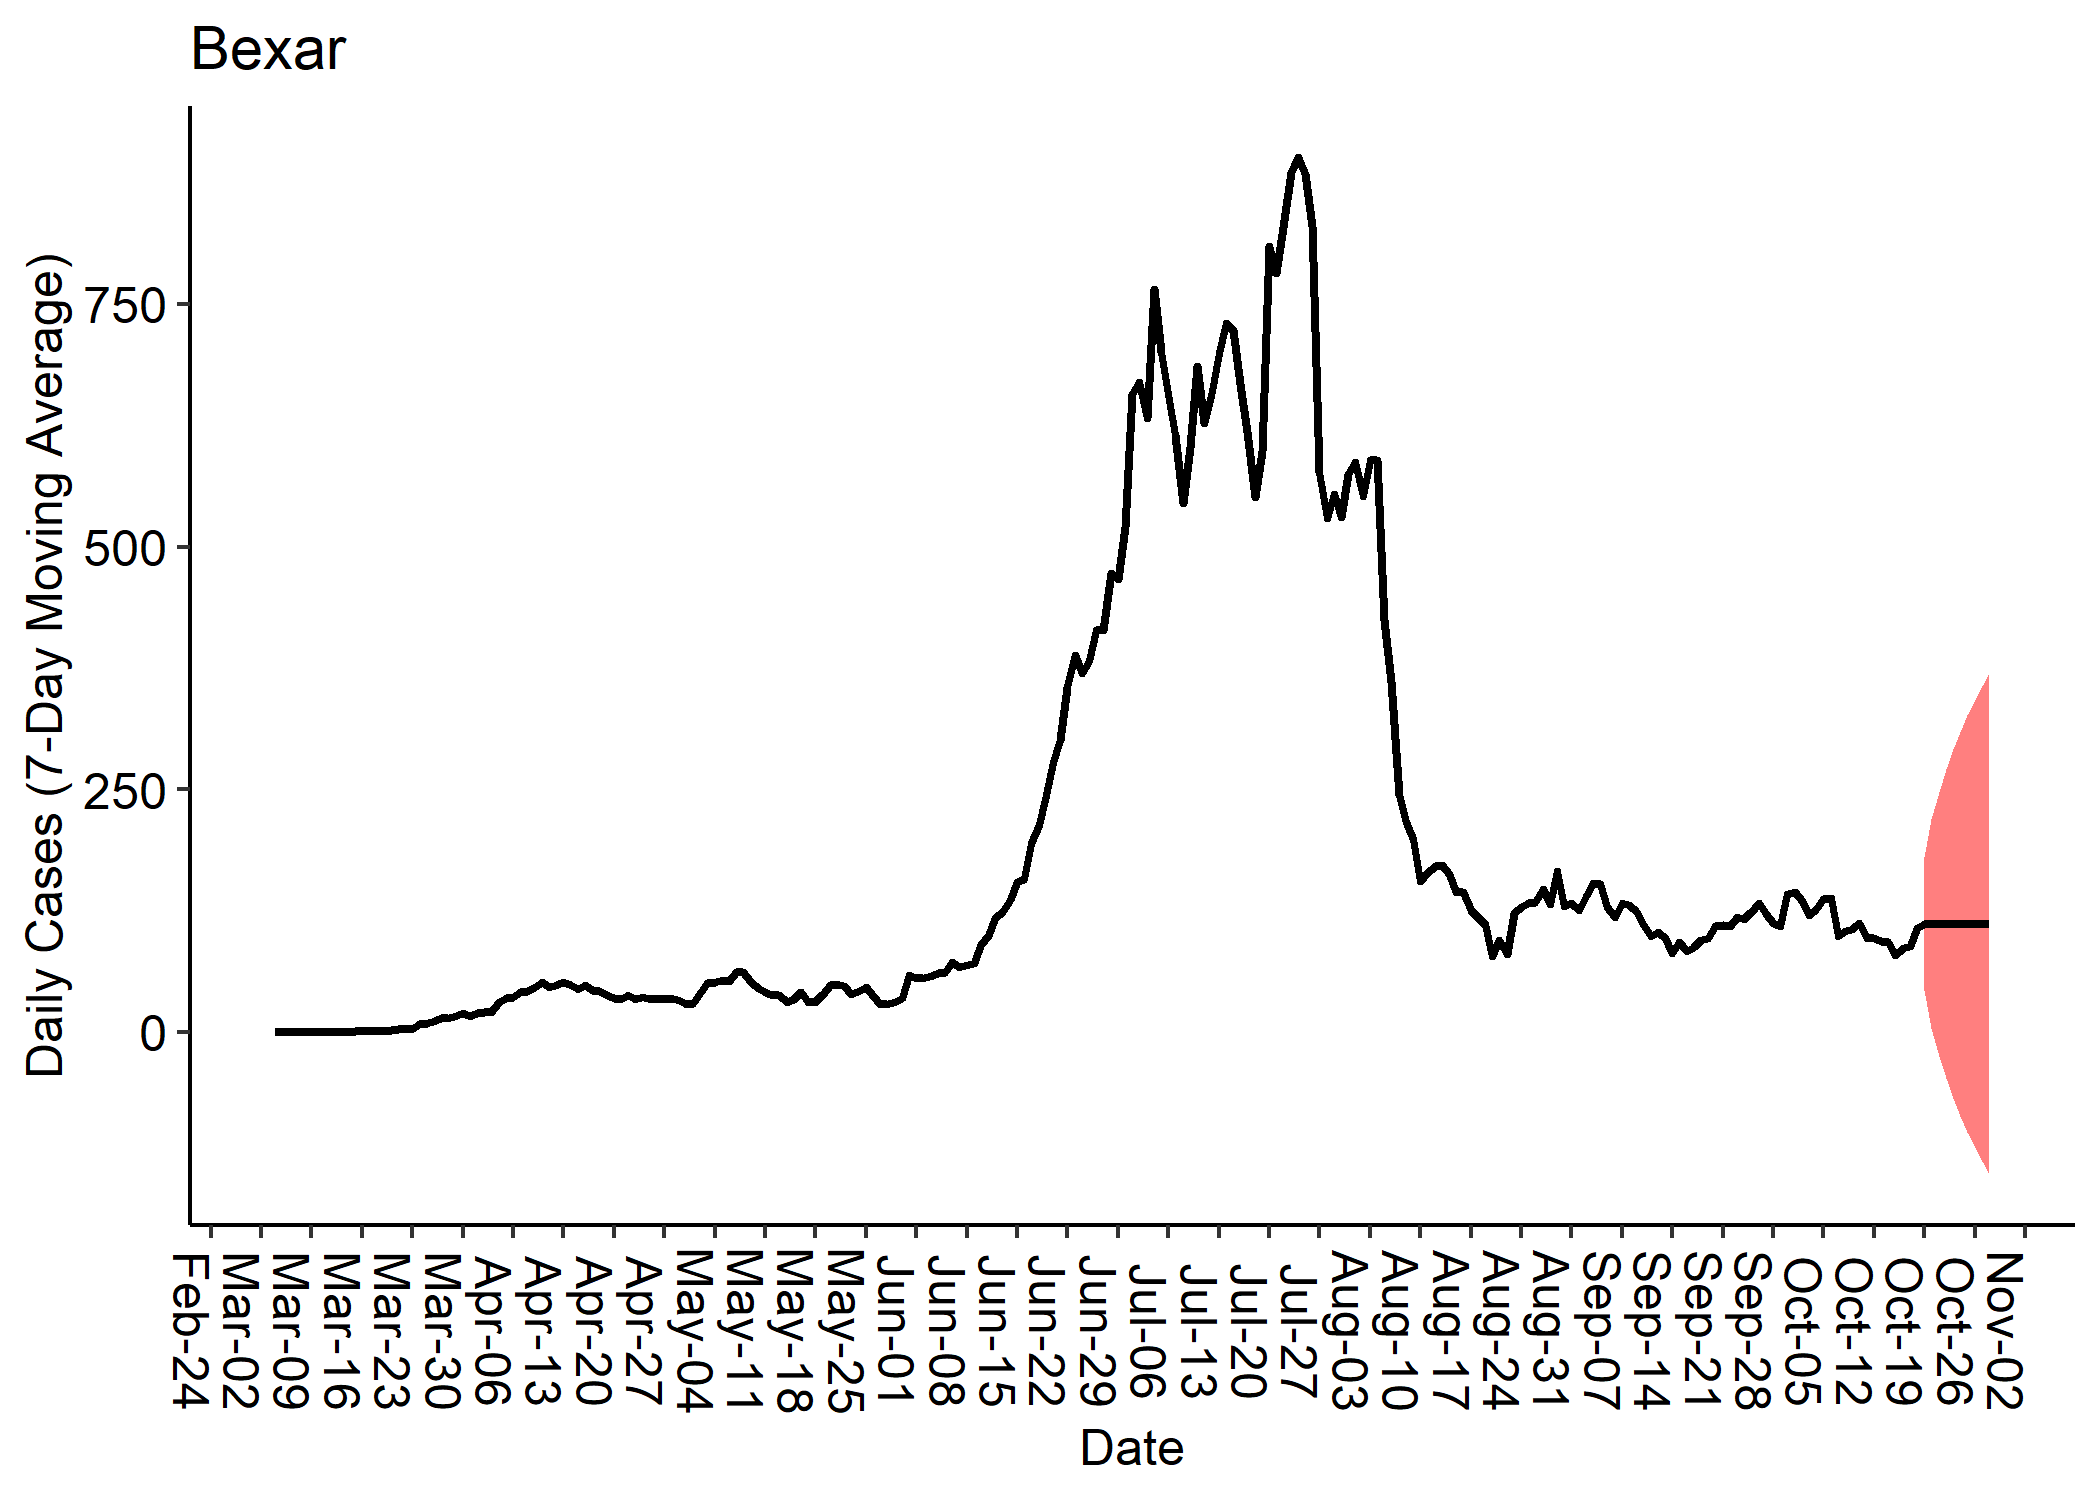 Bexar
Daily Cases (7-Day Moving Average)
750
500
250
0
Feb-24
Mar-02
Mar-09
Mar-16
Mar-23
Mar-30
Apr-06
Apr-13
Apr-20
Apr-27
May-04
May-11
May-18
May-25
Jun-01
Jun-08
Jun-15
Jun-22
Jun-29
Jul-06
Jul-13
Jul-20
Jul-27
Aug-03
Aug-10
Aug-17
Aug-24
Aug-31
Sep-07
Sep-14
Sep-21
Sep-28
Oct-05
Oct-12
Oct-19
Oct-26
Nov-02
Date